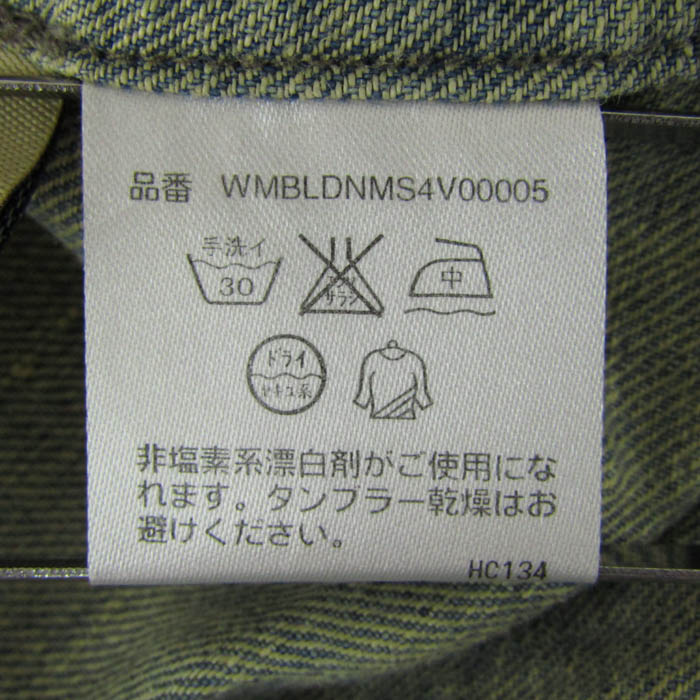 品番 WMBLDNMS4V00005
手洗イ
30
エンソ
サラシ
中
ドライ
セキユ系
非塩素系漂白剤がご使用にな
れます。タンブラー乾燥はお
避けください。
HC134